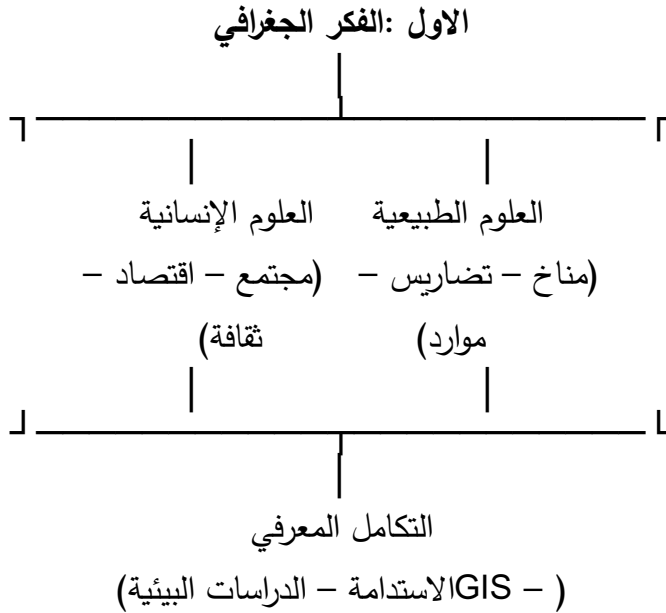 الاول :الفكر الجغرافي
العلوم الطبيعية    العلوم الإنسانية
(مناخ – تضاريس –    (مجتمع – اقتصاد –
موارد)    ثقافة)
التكامل المعرفي
( – GISالاستدامة – الدراسات البيئية)